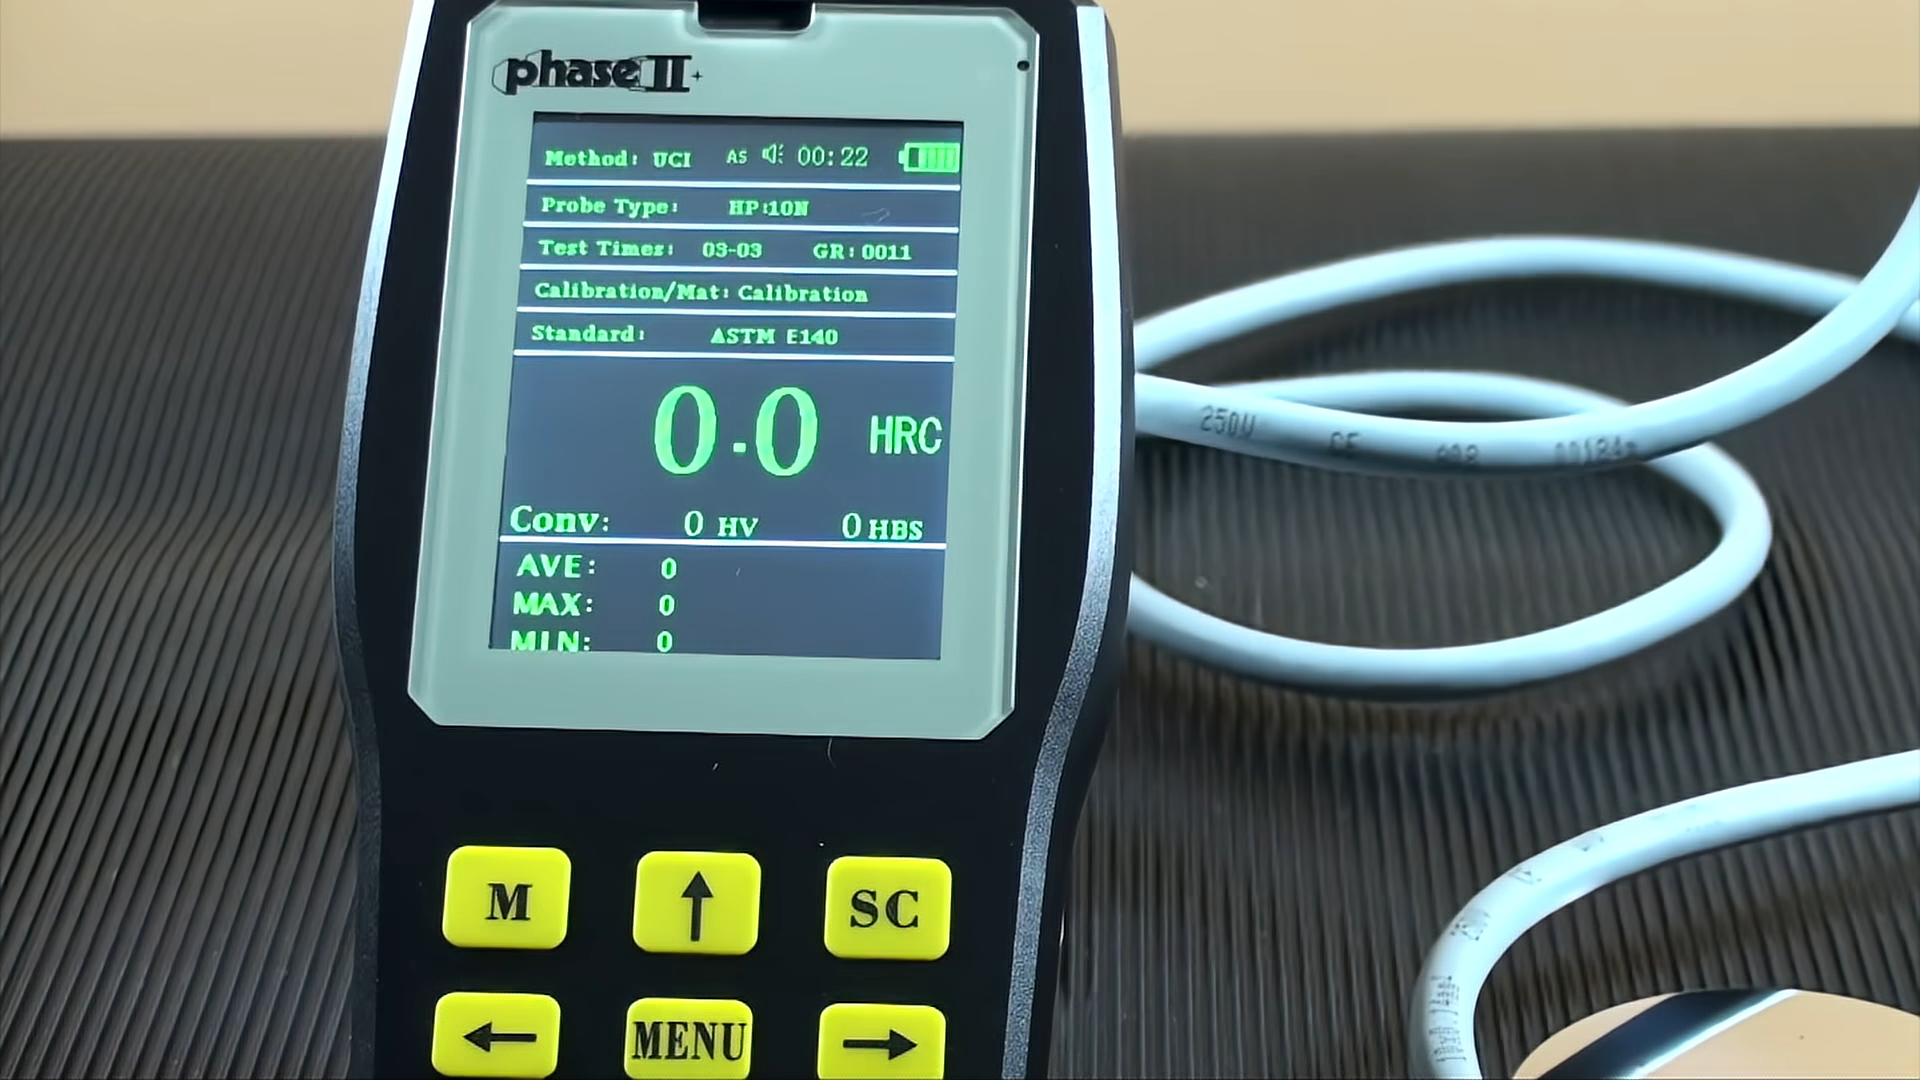 phase II+
Method: UCI AS 00:22
Probe Type: HP:10N
Test Times: 03-03 GR:0011
Calibration/Mat: Calibration
Standard: ASTM E140
0.0 HRC
Conv: 0 HV 0 HBS
AVE: 0
MAX: 0
MIN: 0
M
SC
MENU
250V CE